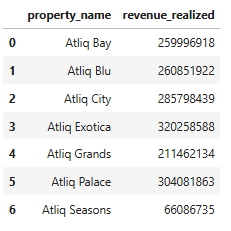 property_name revenue_realized
0 Atliq Bay 259996918
1 Atliq Blu 260851922
2 Atliq City 285798439
3 Atliq Exotica 320258588
4 Atliq Grands 211462134
5 Atliq Palace 304081863
6 Atliq Seasons 66086735